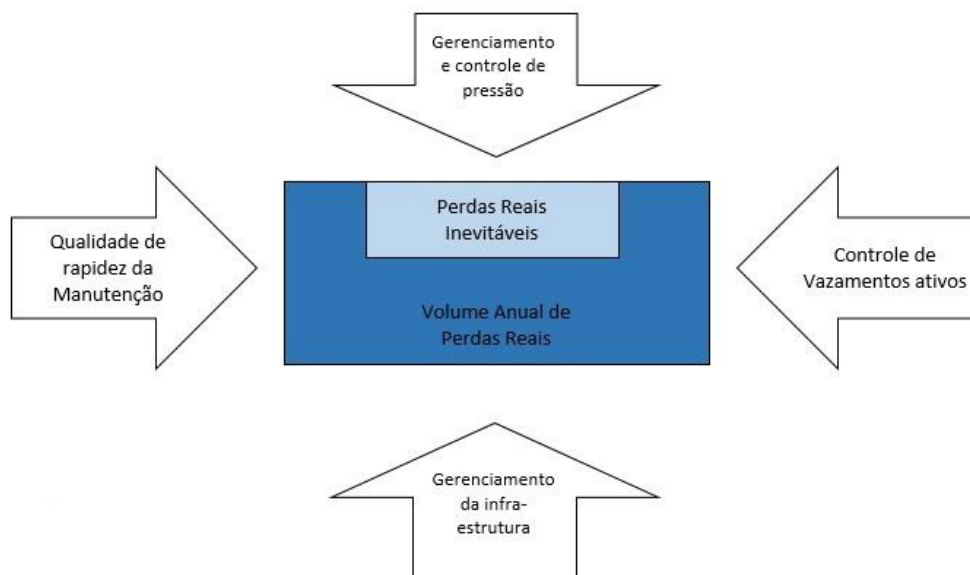 Gerenciamento
e controle de
pressão
Qualidade de
rapidez da
Manutenção
Perdas Reais
Inevitáveis
Volume Anual de
Perdas Reais
Controle de
Vazamentos ativos
Gerenciamento
da infra-
estrutura